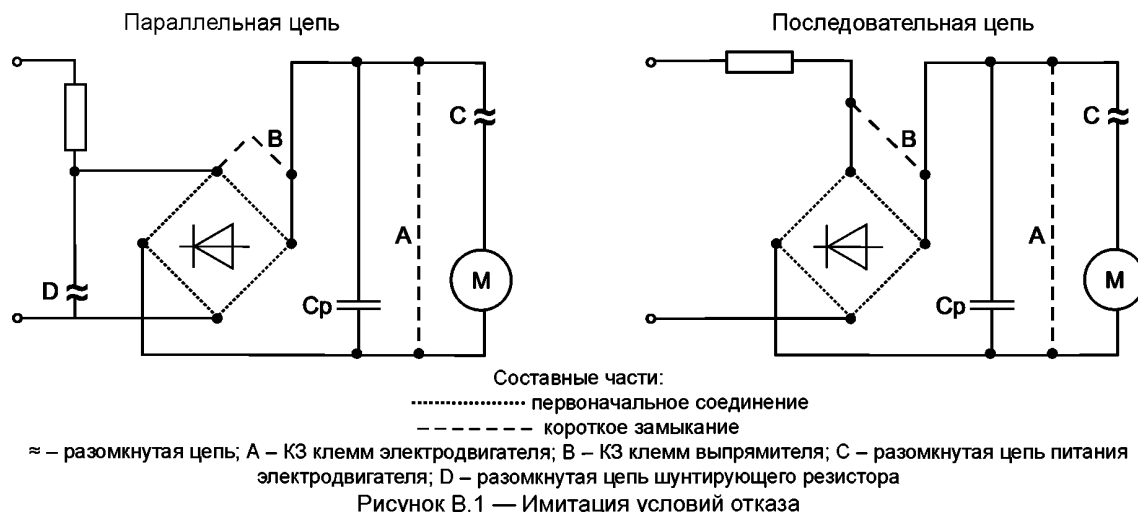 Параллельная цепь
Последовательная цепь
C
B
A
D
Cp
M
C
B
A
Cp
M
Составные части:
первоначальное соединение
короткое замыкание
≈ – разомкнутая цепь; A – КЗ клемм электродвигателя; B – КЗ клемм выпрямителя; C – разомкнутая цепь питания
электродвигателя; D – разомкнутая цепь шунтирующего резистора
Рисунок В.1 — Имитация условий отказа